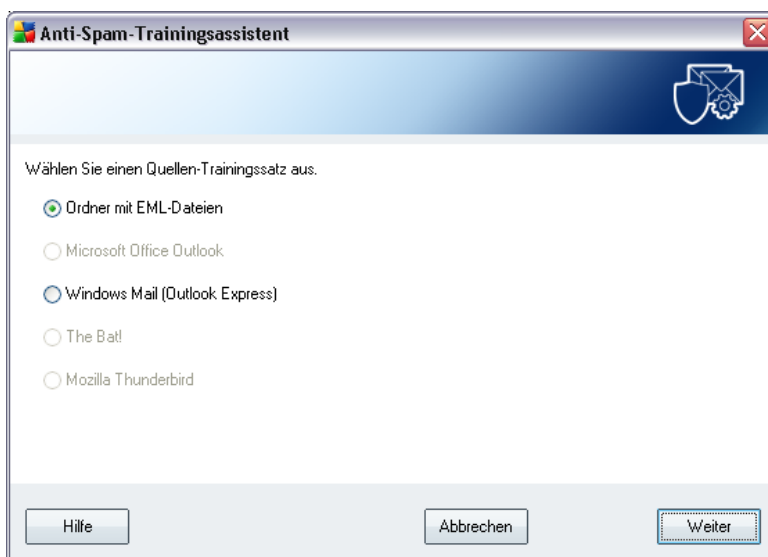 Anti-Spam-Trainingsassistent
Wählen Sie einen Quellen-Trainingssatz aus.
Ordner mit EML-Dateien
Microsoft Office Outlook
Windows Mail (Outlook Express)
The Bat!
Mozilla Thunderbird
Hilfe
Abbrechen
Weiter